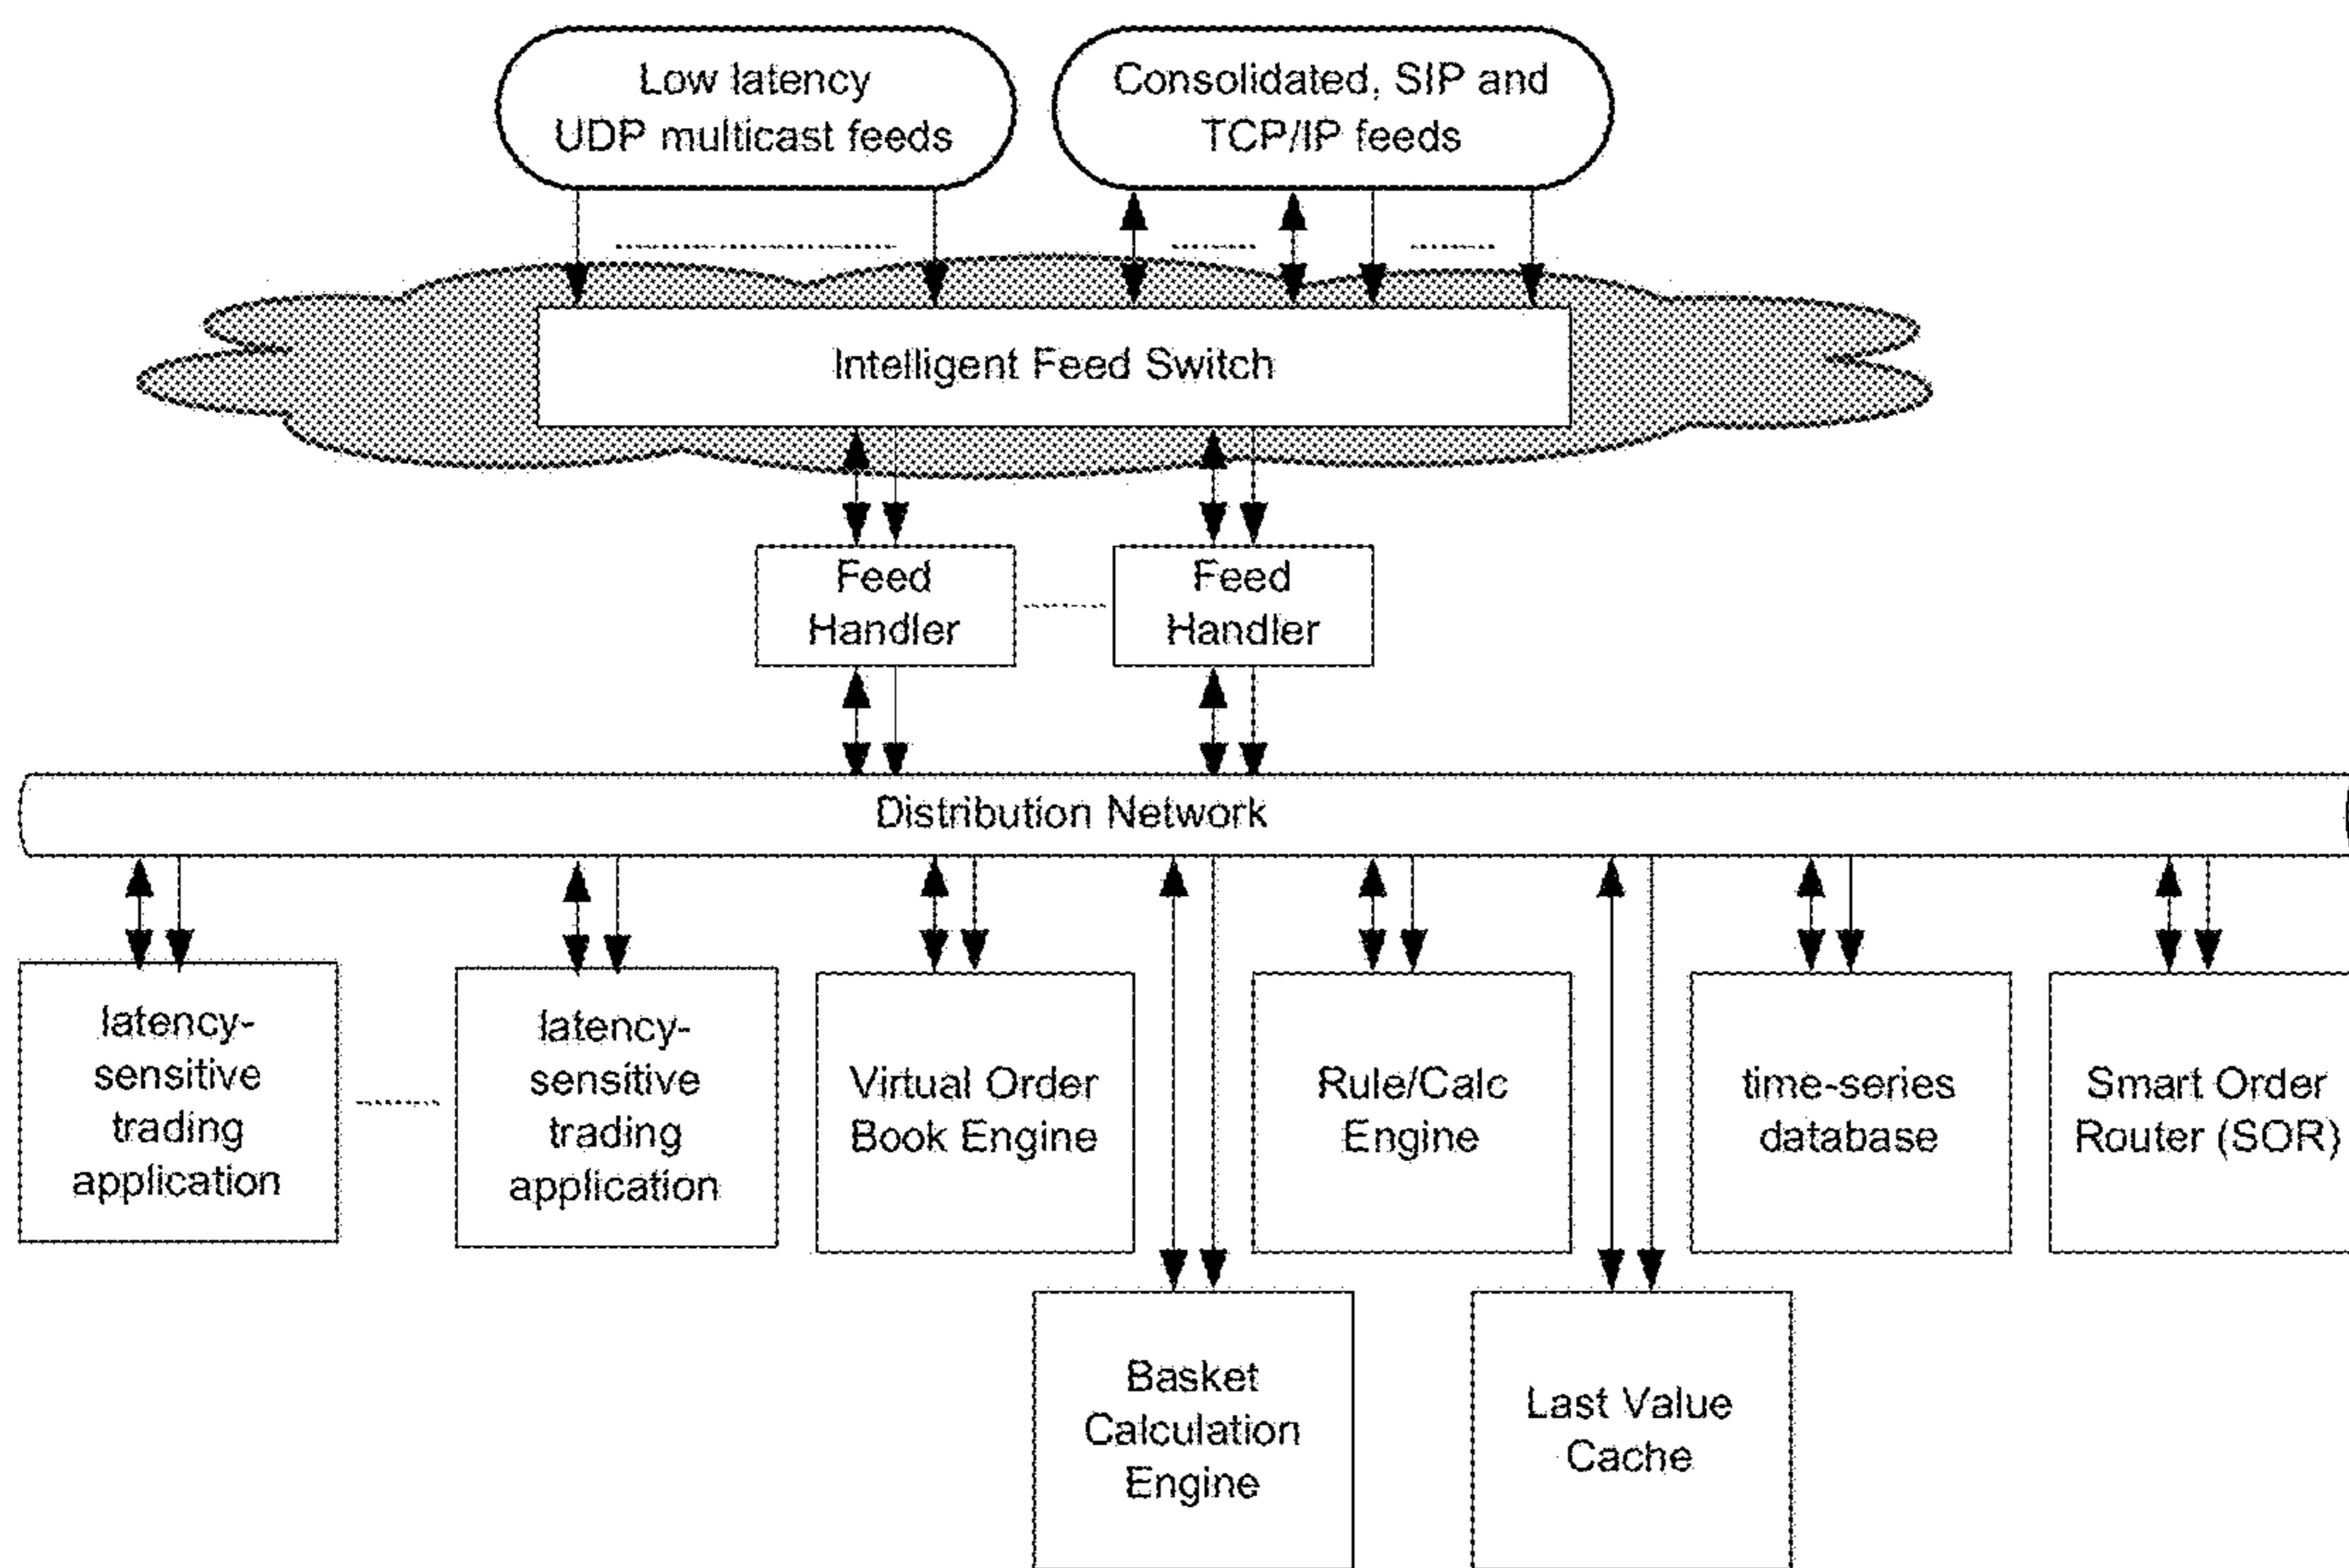 Low latency
UDP multicast feeds
Consolidated, SIP and
TCP/IP feeds
Intelligent Feed Switch
Feed
Handler
Feed
Handler
Distribution Network
latency-
sensitive
trading
application
latency-
sensitive
trading
application
Virtual Order
Book Engine
Rule/Calc
Engine
time-series
database
Smart Order
Router (SOR)
Basket
Calculation
Engine
Last Value
Cache